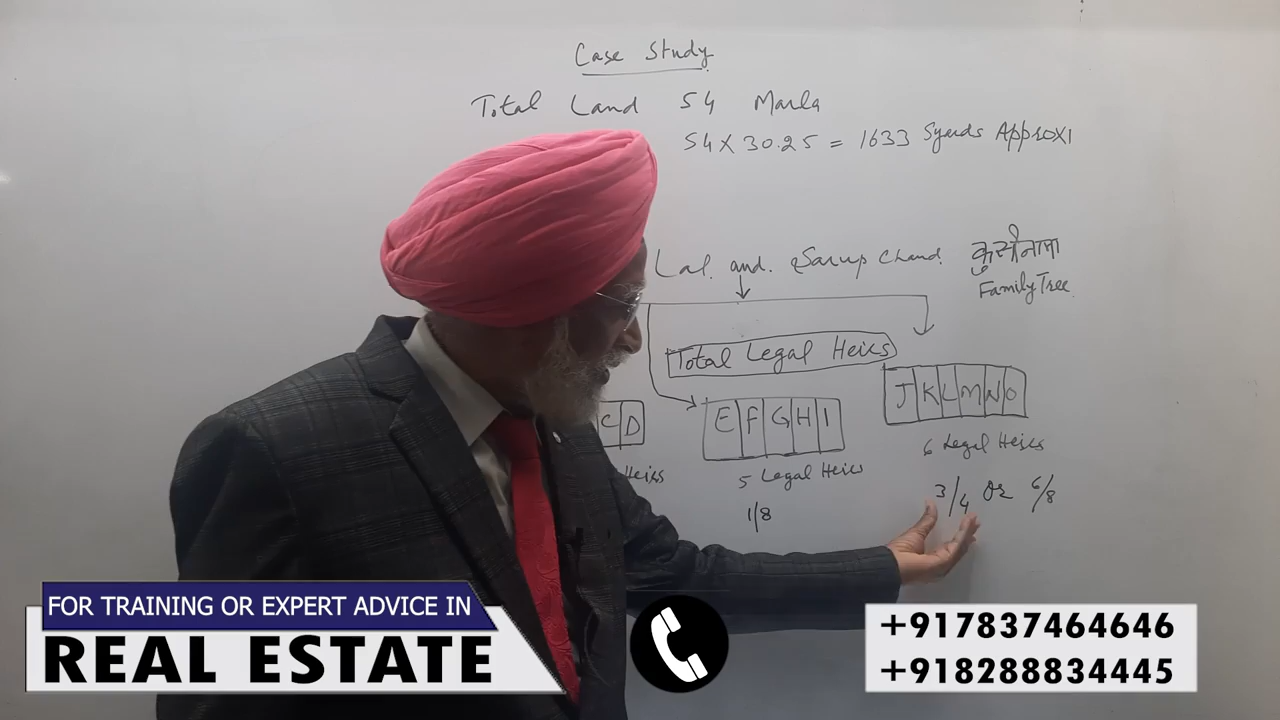 Case Study
Total Land 54 Marla
54 X 30.25 = 1633 Syards Approxi
Lal and Sarup Chand कुर्सीनामा
Family Tree
Total Legal Heirs
J K L M N O
C D E F G H I
6 Legal Heirs
Heirs 5 Legal Heirs
3/4 Or 6/8
1/8
FOR TRAINING OR EXPERT ADVICE IN
REAL ESTATE
+917837464646
+918288834445